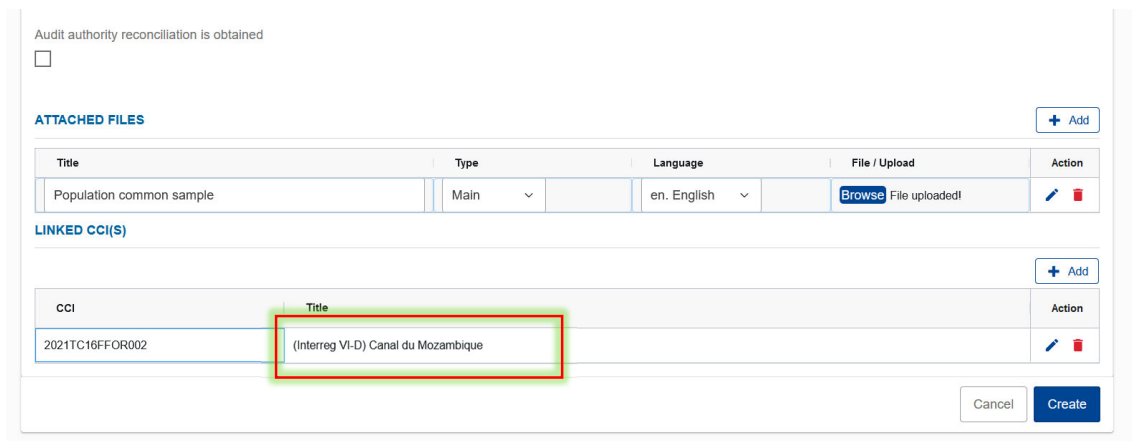 Audit authority reconciliation is obtained
ATTACHED FILES
+ Add
Title Type Language File / Upload Action
Population common sample Main en. English Browse File uploaded!
LINKED CCI(S)
+ Add
CCI Title Action
2021TC16FFOR002 (Interreg VI-D) Canal du Mozambique
Cancel Create